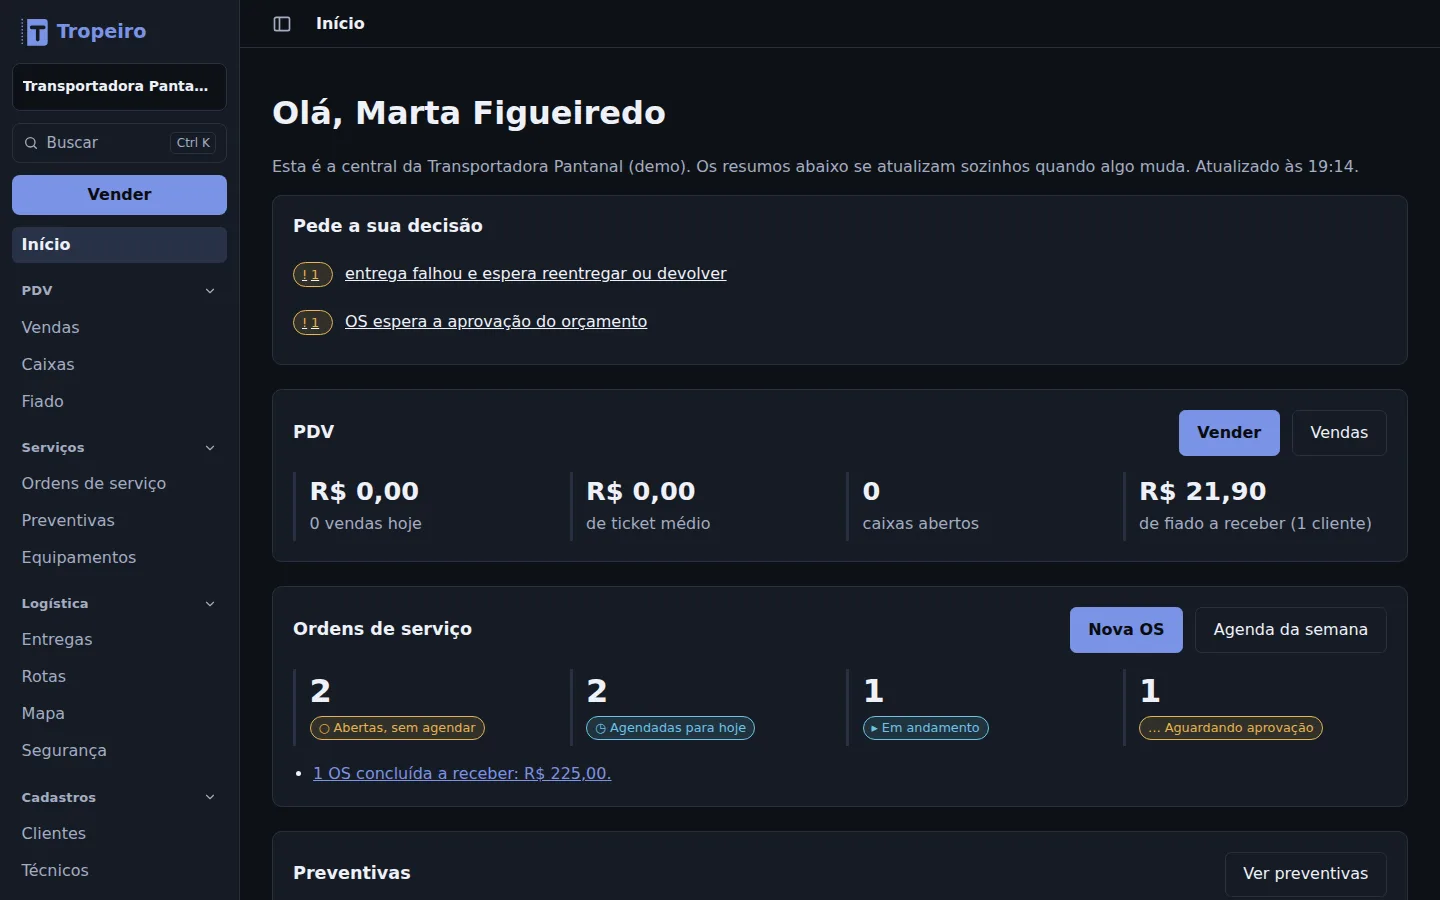 Tropeiro
Transportadora Panta…
Buscar Ctrl K
Vender
Início
PDV
Vendas
Caixas
Fiado
Serviços
Ordens de serviço
Preventivas
Equipamentos
Logística
Entregas
Rotas
Mapa
Segurança
Cadastros
Clientes
Técnicos
Início
Olá, Marta Figueiredo
Esta é a central da Transportadora Pantanal (demo). Os resumos abaixo se atualizam sozinhos quando algo muda. Atualizado às 19:14.
Pede a sua decisão
! 1 entrega falhou e espera reentregar ou devolver
! 1 OS espera a aprovação do orçamento
PDV
Vender Vendas
R$ 0,00
0 vendas hoje
R$ 0,00
de ticket médio
0
caixas abertos
R$ 21,90
de fiado a receber (1 cliente)
Ordens de serviço
Nova OS Agenda da semana
2
Abertas, sem agendar
2
Agendadas para hoje
1
Em andamento
1
… Aguardando aprovação
• 1 OS concluída a receber: R$ 225,00.
Preventivas
Ver preventivas